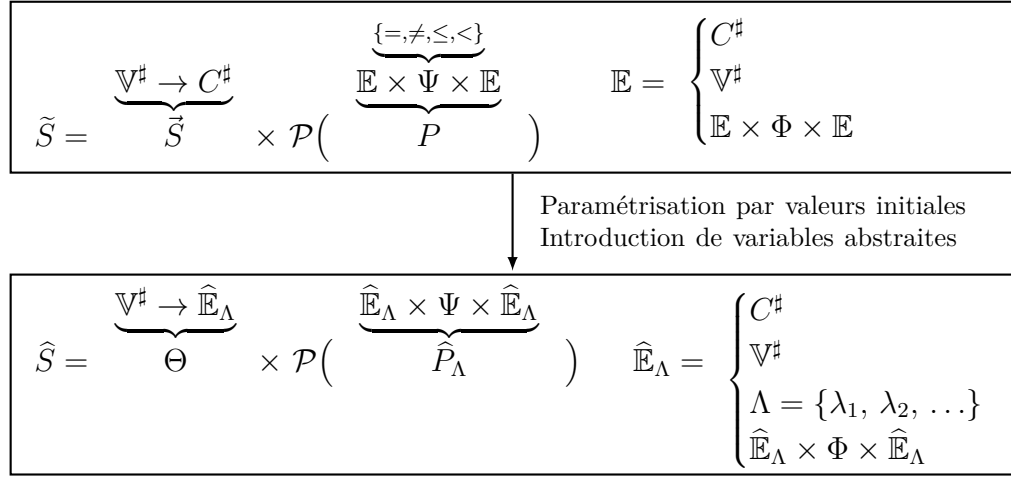 {=,≠,≤,<}
𝕍♯ → C♯   𝔼 × Ψ × 𝔼
S̃ =   S⃗   × 𝒫(   P   )   𝔼 =   { C♯
𝕍♯
𝔼 × Φ × 𝔼
Paramétrisation par valeurs initiales
Introduction de variables abstraites
𝕍♯ → 𝔼̂_Λ   𝔼̂_Λ × Ψ × 𝔼̂_Λ
Ŝ =   Θ   × 𝒫(   P̂_Λ   )   𝔼̂_Λ =   { C♯
𝕍♯
Λ = {λ₁, λ₂, …}
𝔼̂_Λ × Φ × 𝔼̂_Λ